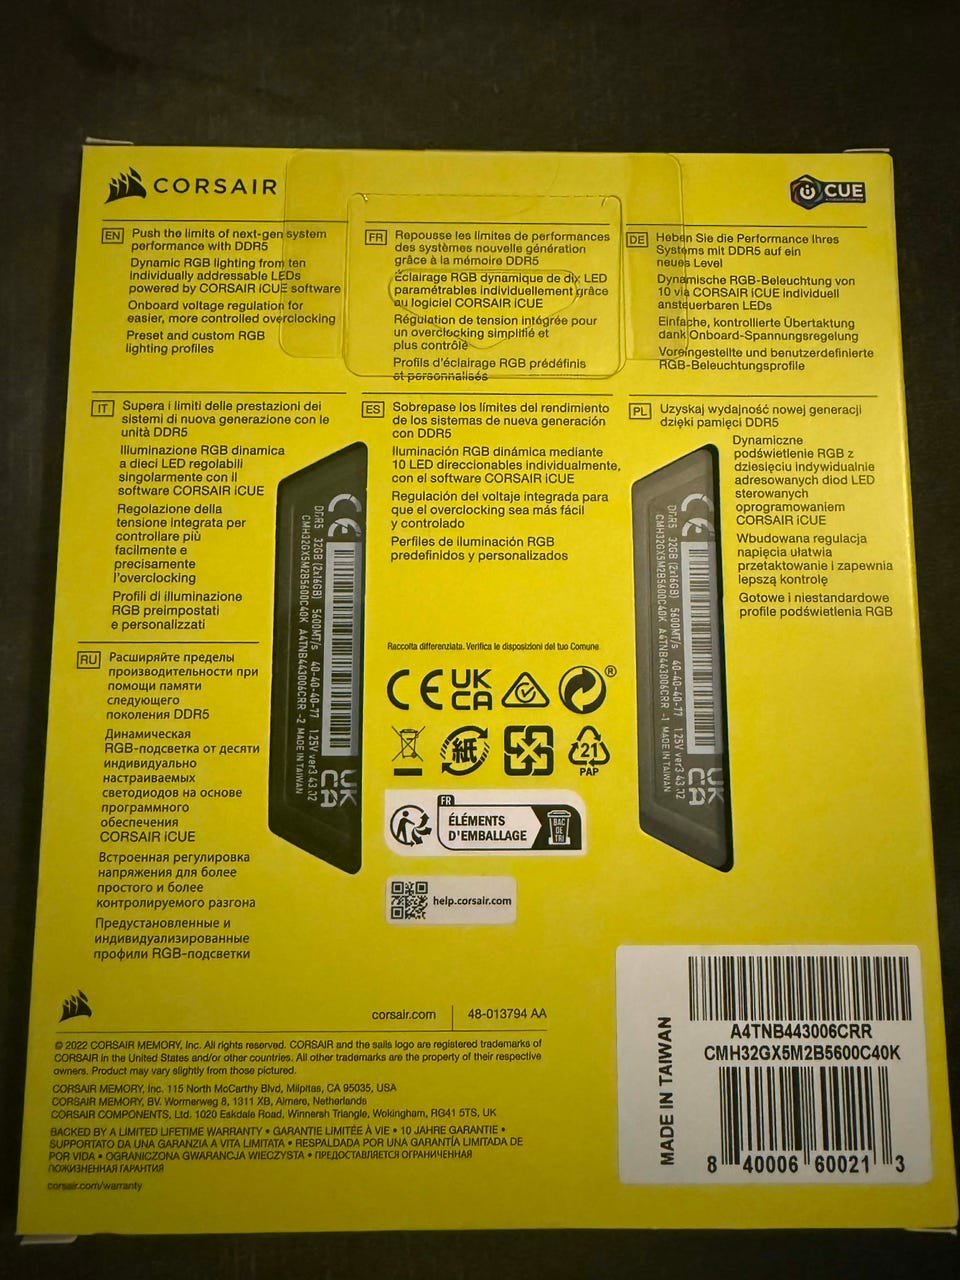 CORSAIR
iCUE
EN
Push the limits of next-gen system
performance with DDR5
Dynamic RGB lighting from ten
individually addressable LEDs
powered by CORSAIR iCUE software
Onboard voltage regulation for
easier, more controlled overclocking
Preset and custom RGB
lighting profiles
FR
Repousse les limites de performances
des systèmes nouvelle génération
grâce à la mémoire DDR5
Éclairage RGB dynamique de dix LED
paramétrables individuellement grâce
au logiciel CORSAIR iCUE
Régulation de tension intégrée pour
un overclocking simplifié et
plus contrôlé
Profils d'éclairage RGB prédéfinis
et personnalisés
DE
Heben Sie die Performance Ihres
Systems mit DDR5 auf ein
neues Level
Dynamische RGB-Beleuchtung von
10 via CORSAIR iCUE individuell
ansteuerbaren LEDs
Einfache, kontrollierte Übertaktung
dank Onboard-Spannungsregelung
Voreingestellte und benutzerdefinierte
RGB-Beleuchtungsprofile
IT
Supera i limiti delle prestazioni dei
sistemi di nuova generazione con le
unità DDR5
Illuminazione RGB dinamica
a dieci LED regolabili
singolarmente con il
software CORSAIR iCUE
Regolazione della
tensione integrata per
controllare più
facilmente e
precisamente
l'overclocking
Profili di illuminazione
RGB preimpostati
e personalizzati
ES
Sobrepase los límites del rendimiento
de los sistemas de nueva generación
con DDR5
Iluminación RGB dinámica mediante
10 LED direccionables individualmente,
con el software CORSAIR iCUE
Regulación del voltaje integrada para
que el overclocking sea más fácil
y controlado
Perfiles de iluminación RGB
predefinidos y personalizados
PL
Uzyskaj wydajność nowej generacji
dzięki pamięci DDR5
Dynamiczne
podświetlenie RGB z
dziesięciu indywidualnie
adresowanych diod LED
sterowanych
oprogramowaniem
CORSAIR iCUE
Wbudowana regulacja
napięcia ułatwia
przetaktowanie i zapewnia
lepszą kontrolę
Gotowe i niestandardowe
profile podświetlenia RGB
RU
Расширяйте пределы
производительности при
помощи памяти
следующего
поколения DDR5
Динамическая
RGB-подсветка от десяти
индивидуально
настраиваемых
светодиодов на основе
программного
обеспечения
CORSAIR iCUE
Встроенная регулировка
напряжения для более
простого и более
контролируемого разгона
Предустановленные и
индивидуализированные
профили RGB-подсветки
CE
DDR5 32GB (2x16GB) 5600MT/s 40-40-40-77 1.25V ver3.43.02
CMH32GX5M2B5600C40K A4TNB443006CRR -2 MADE IN TAIWAN
UK
CA
CE
DDR5 32GB (2x16GB) 5600MT/s 40-40-40-77 1.25V ver3.43.02
CMH32GX5M2B5600C40K A4TNB443006CRR -1 MADE IN TAIWAN
UK
CA
Raccolta differenziata. Verifica le disposizioni del tuo Comune.
CE UK
CA
®
紙
21
PAP
FR
ÉLÉMENTS
D'EMBALLAGE
BAC
DE
TRI
help.corsair.com
corsair.com
48-013794 AA
© 2022 CORSAIR MEMORY, Inc. All rights reserved. CORSAIR and the sails logo are registered trademarks of
CORSAIR in the United States and/or other countries. All other trademarks are the property of their respective
owners. Product may vary slightly from those pictured.
CORSAIR MEMORY, Inc. 115 North McCarthy Blvd, Milpitas, CA 95035, USA
CORSAIR MEMORY, BV. Wormerweg 8, 1311 XB, Almere, Netherlands
CORSAIR COMPONENTS, Ltd. 1020 Eskdale Road, Winnersh Triangle, Wokingham, RG41 5TS, UK
BACKED BY A LIMITED LIFETIME WARRANTY • GARANTIE LIMITÉE À VIE • 10 JAHRE GARANTIE •
SUPPORTATO DA UNA GARANZIA A VITA LIMITATA • RESPALDADA POR UNA GARANTÍA LIMITADA DE
POR VIDA • OGRANICZONA GWARANCJA WIECZYSTA • ПРЕДОСТАВЛЯЕТСЯ ОГРАНИЧЕННАЯ
ПОЖИЗНЕННАЯ ГАРАНТИЯ
corsair.com/warranty
MADE IN TAIWAN
A4TNB443006CRR
CMH32GX5M2B5600C40K
8 40006 60021 3